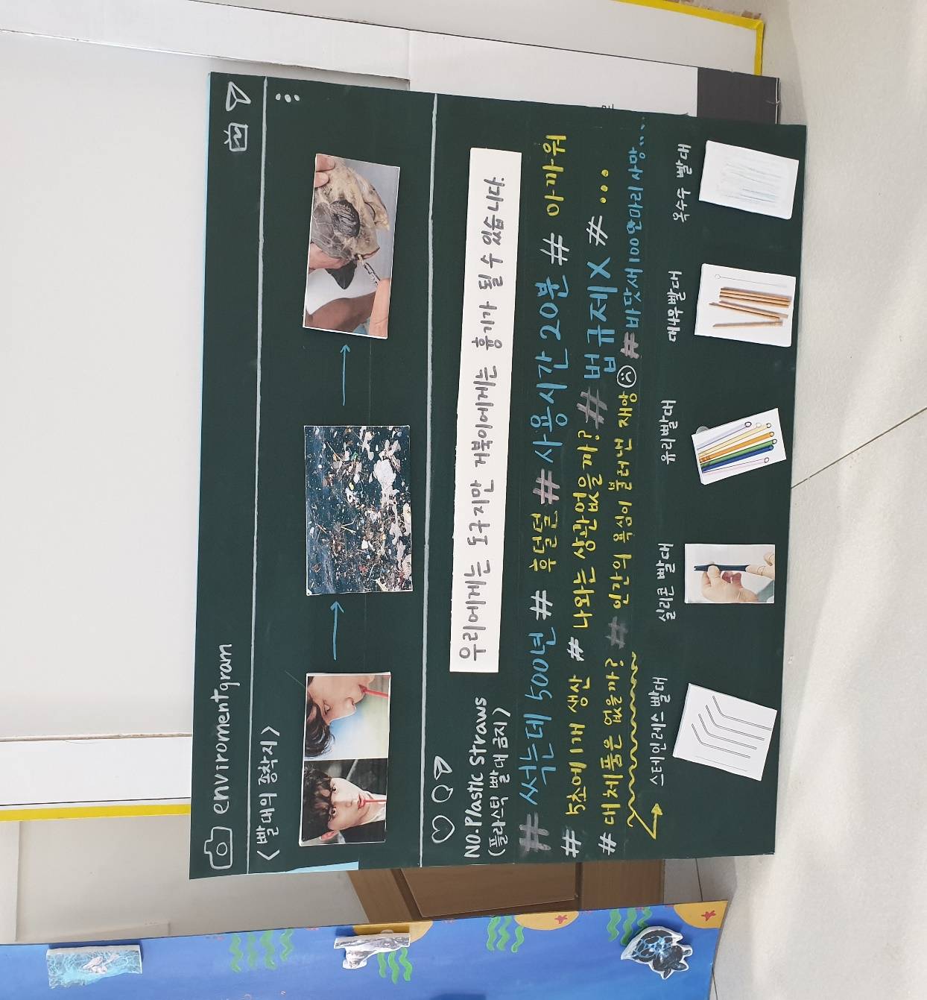 enviromentgram
<빨대의 종착지>
NO.Plastic Straws
(플라스틱 빨대 금지)
우리에게는 도구지만 거북이에게는 흉기가 될 수 있습니다.
# 썩는데 500년 # 후덜덜 # 사용시간 20분 # 아까워
# 5초에 1개 생산 # 나와는 상관없을까? # 법규제X # ...
# 대체품은 없을까? # 인간의 욕심이 불러낸 재앙 # 바닷새100만마리사망...
스테인레스 빨대
실리콘 빨대
유리빨대
대나무빨대
옥수수 빨대